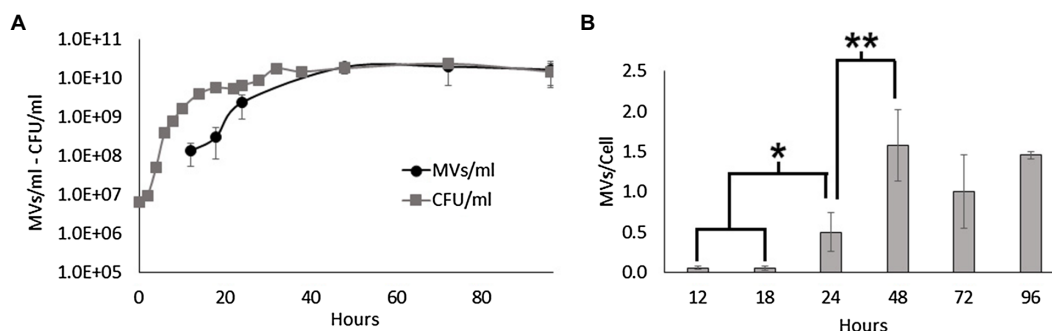 A
MVs/ml - CFU/ml
1.0E+11
1.0E+10
1.0E+09
1.0E+08
1.0E+07
1.0E+06
1.0E+05
MVs/ml
CFU/ml
0 20 40 60 80
Hours
B
**
*
MVs/Cell
2.5
2.0
1.5
1.0
0.5
0.0
12 18 24 48 72 96
Hours